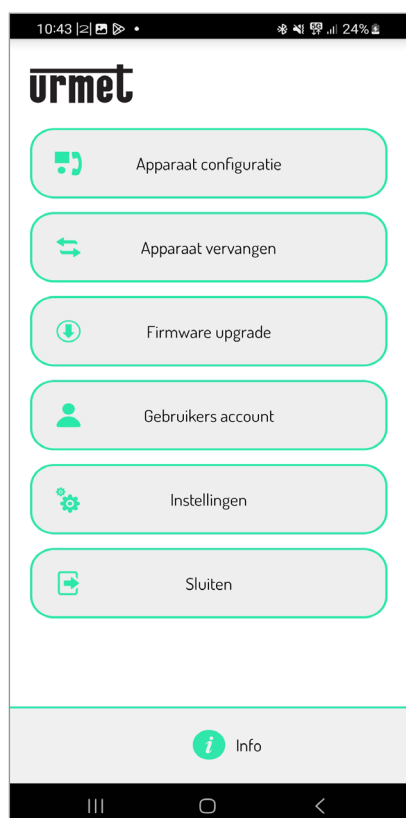 10:43
24%
urmet
Apparaat configuratie
Apparaat vervangen
Firmware upgrade
Gebruikers account
Instellingen
Sluiten
i Info